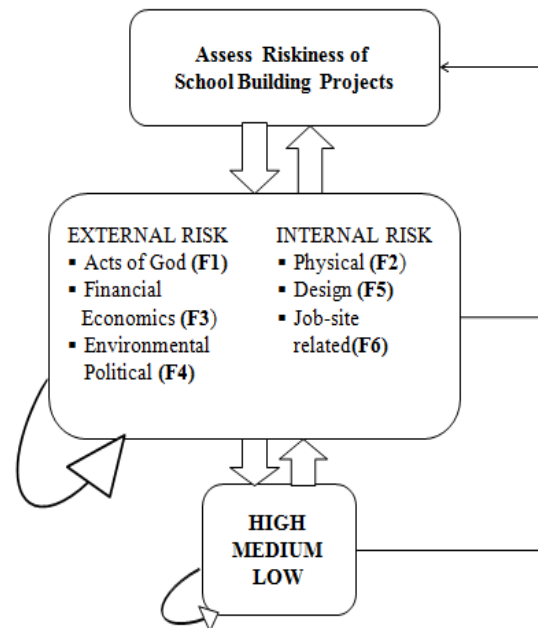 Assess Riskiness of
School Building Projects
EXTERNAL RISK
▪ Acts of God (F1)
▪ Financial
Economics (F3)
▪ Environmental
Political (F4)
INTERNAL RISK
▪ Physical (F2)
▪ Design (F5)
▪ Job-site
related(F6)
HIGH
MEDIUM
LOW